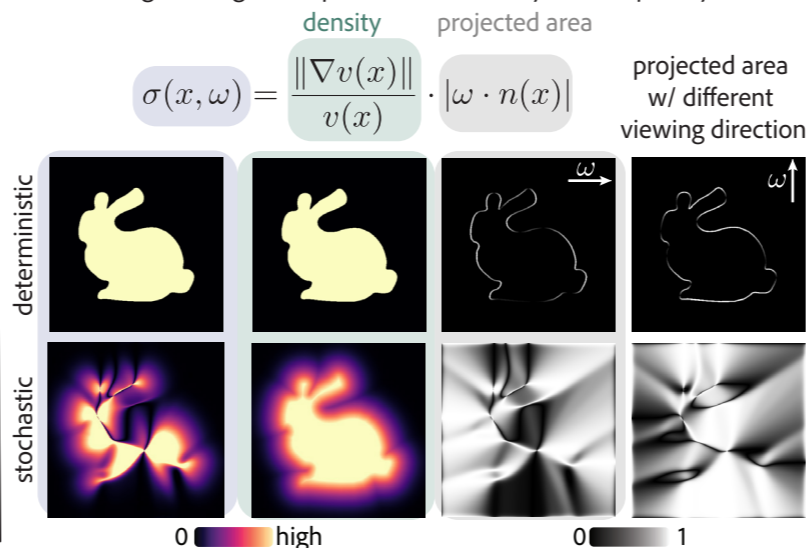 density
projected area
σ(x, ω) = ‖∇v(x)‖ / v(x) · |ω · n(x)|
projected area
w/ different
viewing direction
deterministic
ω
ω
stochastic
0 high
0 1